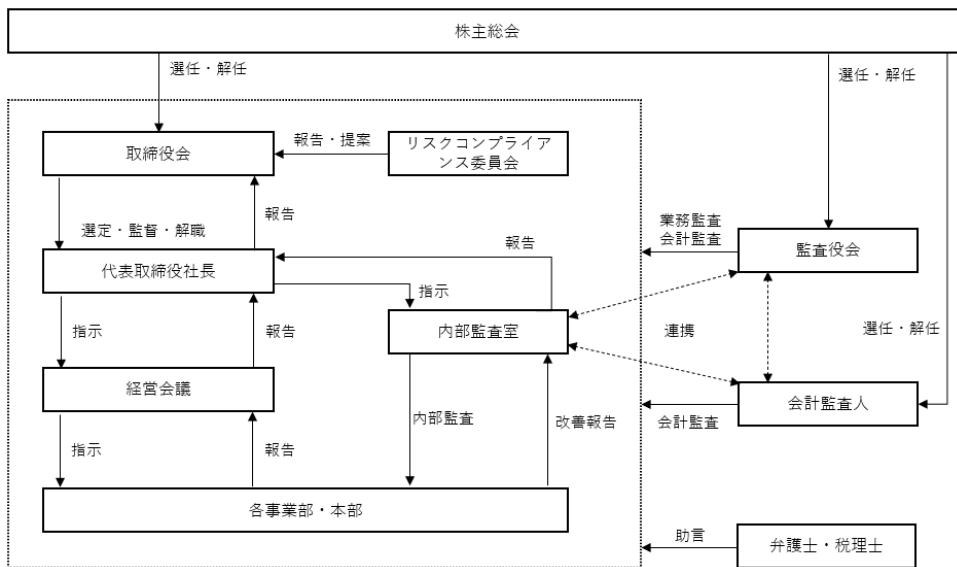 株主総会
選任・解任
選任・解任
取締役会
報告・提案
リスクコンプライア
ンス委員会
選定・監督・解職
報告
業務監査
会計監査
監査役会
代表取締役社長
報告
指示
内部監査室
連携
選任・解任
指示
報告
経営会議
会計監査人
内部監査
改善報告
会計監査
指示
報告
各事業部・本部
助言
弁護士・税理士